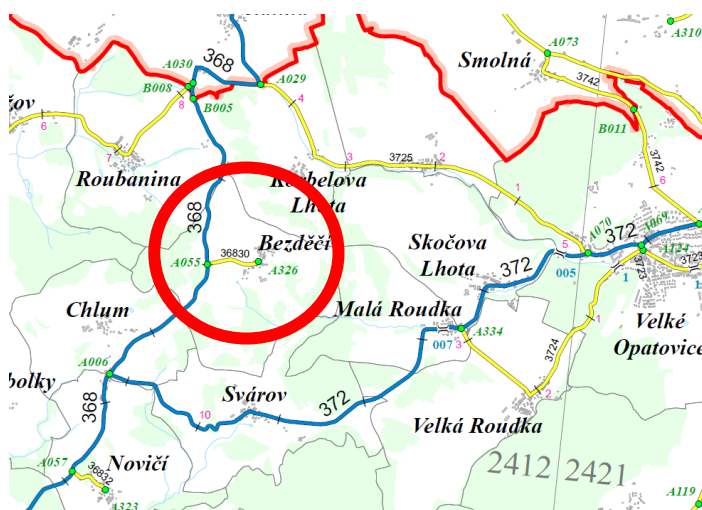 A030
368
A029
B008
8
B005
žov
6
7
4
Roubanina
3
3725
2
Lhota
Smolná
A073
3742
A310
B011
3742
6
1
368
Bezděčí
36830
A055
A326
Skočova
Lhota
5
005
A070
372
A069
A124
3723
3723
1
372
Malá Roudka
007
A334
3
Velké
Opatovice
1
3724
2
Velká Roudka
Chlum
A006
bolky
368
Svárov
10
372
A057
Novičí
36832
A323
2412
2421
A119